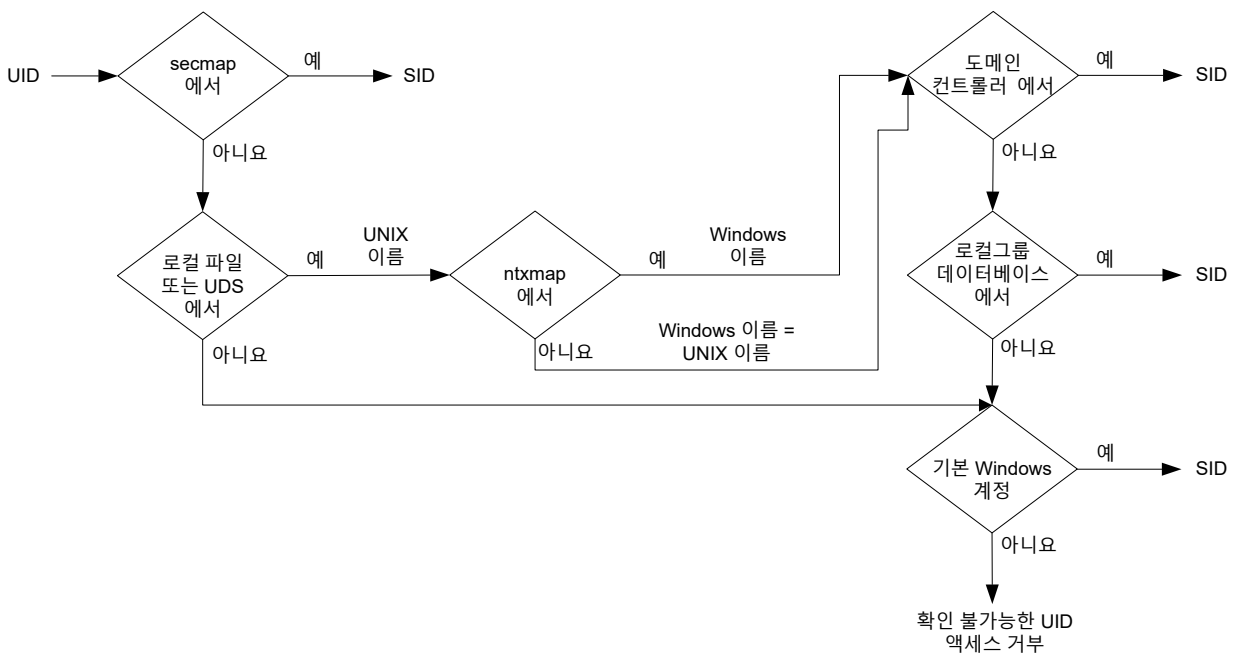 UID
secmap
에서
예
SID
아니요
로컬 파일
또는 UDS
에서
예
UNIX
이름
아니요
ntxmap
에서
예
Windows
이름
아니요
Windows 이름 =
UNIX 이름
도메인
컨트롤러 에서
예
SID
아니요
로컬그룹
데이터베이스
에서
예
SID
아니요
기본 Windows
계정
예
SID
아니요
확인 불가능한 UID
액세스 거부